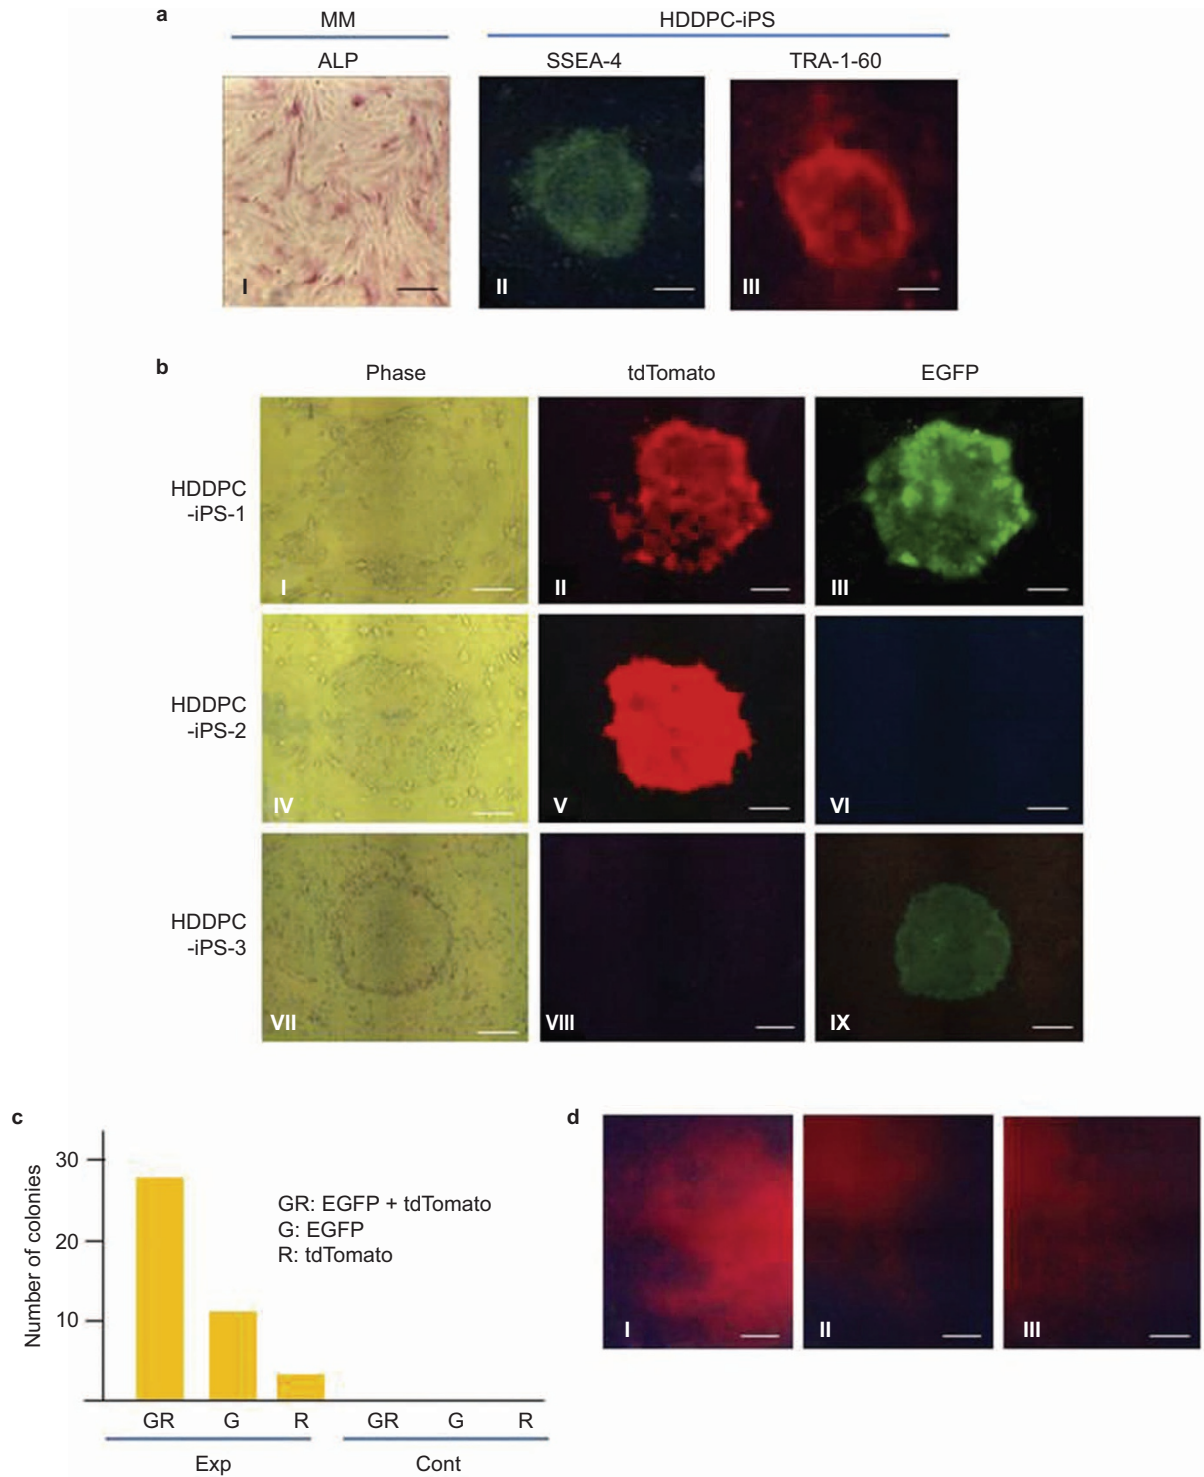 a
MM
HDDPC-iPS
ALP
SSEA-4
TRA-1-60
I
II
III
b
Phase
tdTomato
EGFP
HDDPC
-iPS-1
I
II
III
HDDPC
-iPS-2
IV
V
VI
HDDPC
-iPS-3
VII
VIII
IX
c
Number of colonies
30
20
10
GR: EGFP + tdTomato
G: EGFP
R: tdTomato
GR G R GR G R
Exp Cont
d
I
II
III